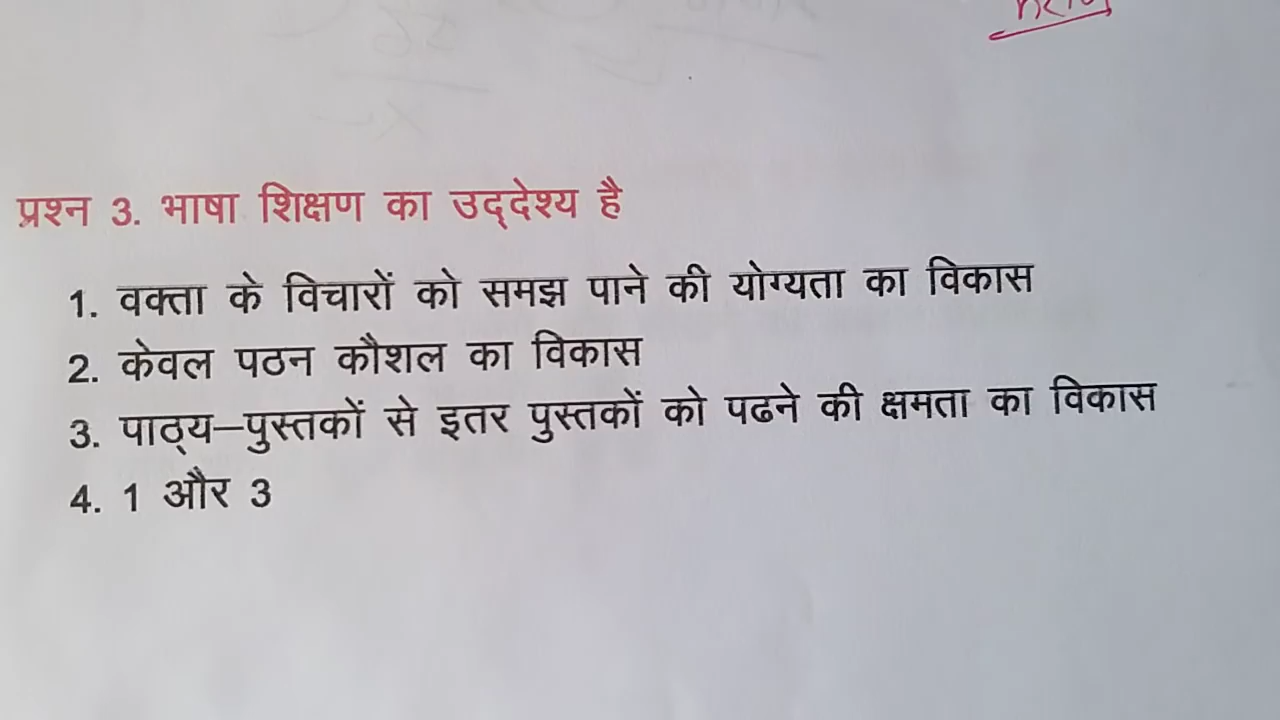 प्रश्न 3. भाषा शिक्षण का उद्देश्य है
1. वक्ता के विचारों को समझ पाने की योग्यता का विकास
2. केवल पठन कौशल का विकास
3. पाठ्य–पुस्तकों से इतर पुस्तकों को पढने की क्षमता का विकास
4. 1 और 3